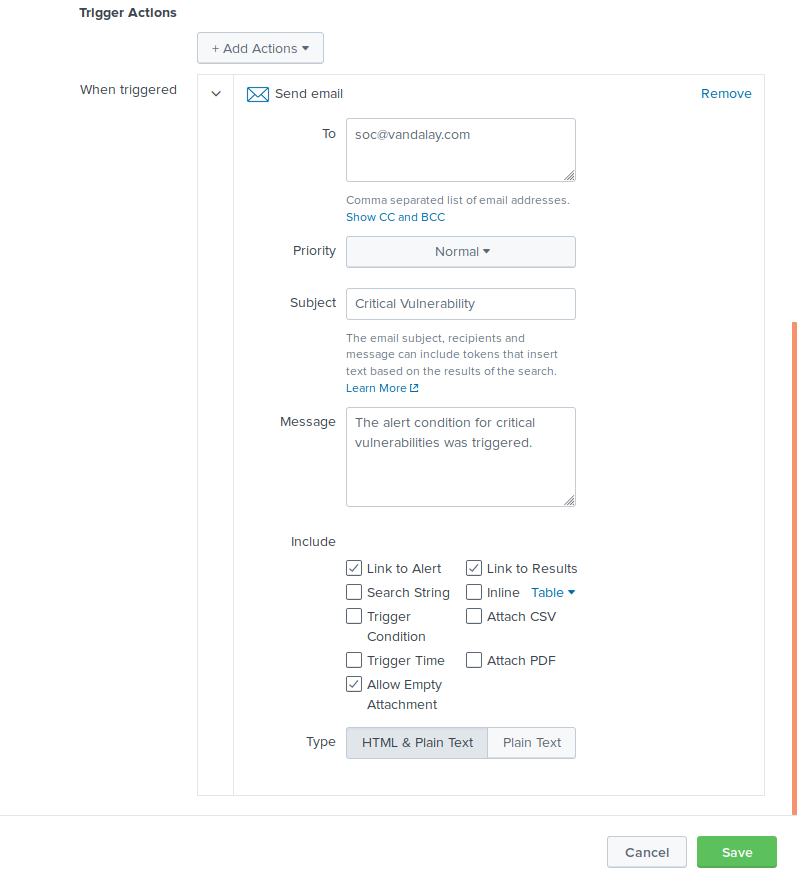 Trigger Actions
+ Add Actions
When triggered
Send email
Remove
To
soc@vandalay.com
Comma separated list of email addresses.
Show CC and BCC
Priority
Normal
Subject
Critical Vulnerability
The email subject, recipients and
message can include tokens that insert
text based on the results of the search.
Learn More
Message
The alert condition for critical
vulnerabilities was triggered.
Include
Link to Alert
Link to Results
Search String
Inline Table
Trigger
Condition
Attach CSV
Trigger Time
Attach PDF
Allow Empty
Attachment
Type
HTML & Plain Text
Plain Text
Cancel
Save